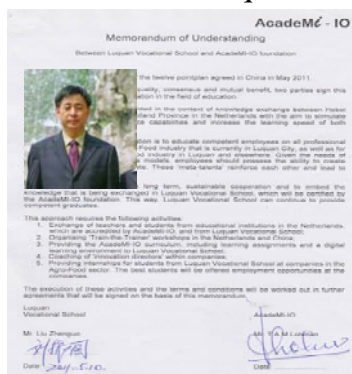 AcadeMi - IO
Memorandum of Understanding
Between Luquan Vocational School and AcadeMi-IO foundation
the twelve pointplan agreed in China in May 2011.
quality, consensus and mutual benefit, two parties sign this
ation in the field of education.
in the context of knowledge exchange between Hebei
land Province in the Netherlands with the aim to stimulate
capabilities and increase the learning speed of both
is to educate competent employees on all professional
Food industry that is currently in Luquan City, as well as for
industry in Luquan and elsewhere. Given the needs of
models, employees should possess the ability to create
These 'meta-talents' reinforce each other and lead to
long term, sustainable cooperation and to embed the
knowledge that is being exchanged in Luquan Vocational School, which will be certified by
the AcadeMi-IO foundation. This way, Luquan Vocational School can continue to provide
competent graduates.
This approach requires the following activities:
1. Exchange of teachers and students from educational institutions in the Netherlands,
which are accredited by AcadeMi-IO, and from Luquan Vocational School;
2. Organizing 'Train the Trainer' workshops in the Netherlands and China;
3. Providing the AcadeMi-IO curriculum, including learning assignments and a digital
learning environment to Luquan Vocational School;
4. Coaching of 'innovation directors' within companies;
5. Providing internships for students from Luquan Vocational School at companies in the
Agro-Food sector. The best students will be offered employment opportunities at the
companies.
The execution of these activities and the terms and conditions will be worked out in further
agreements that will be signed on the basis of this memorandum.
Luquan
Vocational School
AcadeMi-IO
Mr. Liu Zhenguo
Mr.
Date
Date